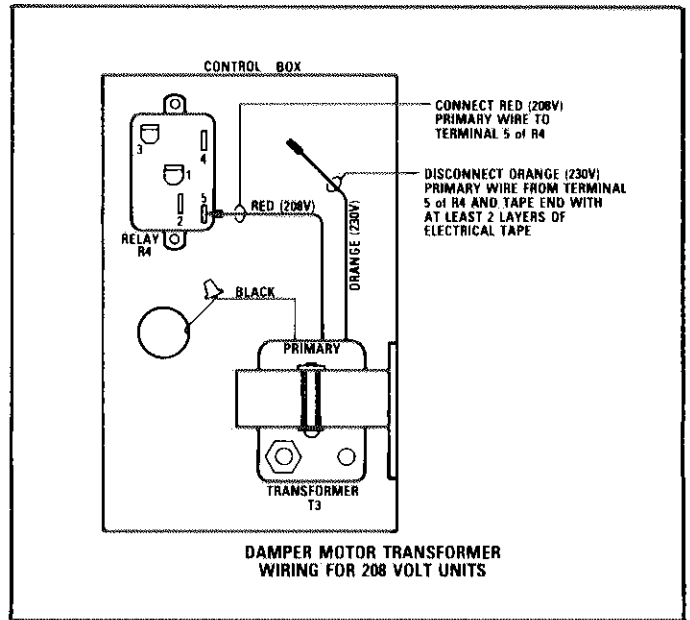 CONTROL BOX
CONNECT RED (208V)
PRIMARY WIRE TO
TERMINAL 5 of R4
DISCONNECT ORANGE (230V)
PRIMARY WIRE FROM TERMINAL
5 of R4 AND TAPE END WITH
AT LEAST 2 LAYERS OF
ELECTRICAL TAPE
3
4
1
5
2
RED (208V)
ORANGE (230V)
RELAY
R4
BLACK
PRIMARY
TRANSFORMER
T3
DAMPER MOTOR TRANSFORMER
WIRING FOR 208 VOLT UNITS